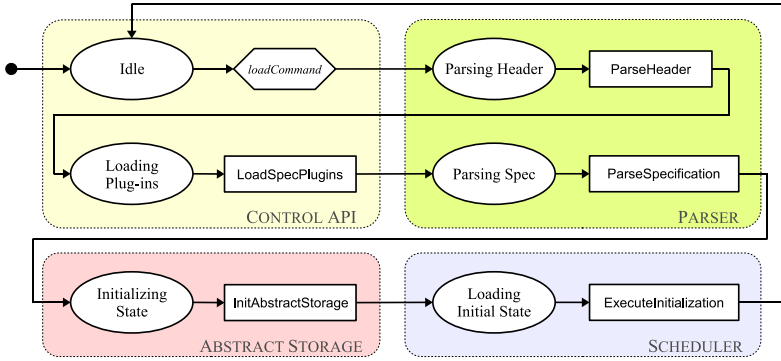 Idle
loadCommand
Parsing Header
ParseHeader
Loading
Plug-ins
LoadSpecPlugins
Parsing Spec
ParseSpecification
CONTROL API
PARSER
Initializing
State
InitAbstractStorage
Loading
Initial State
ExecuteInitialization
ABSTRACT STORAGE
SCHEDULER